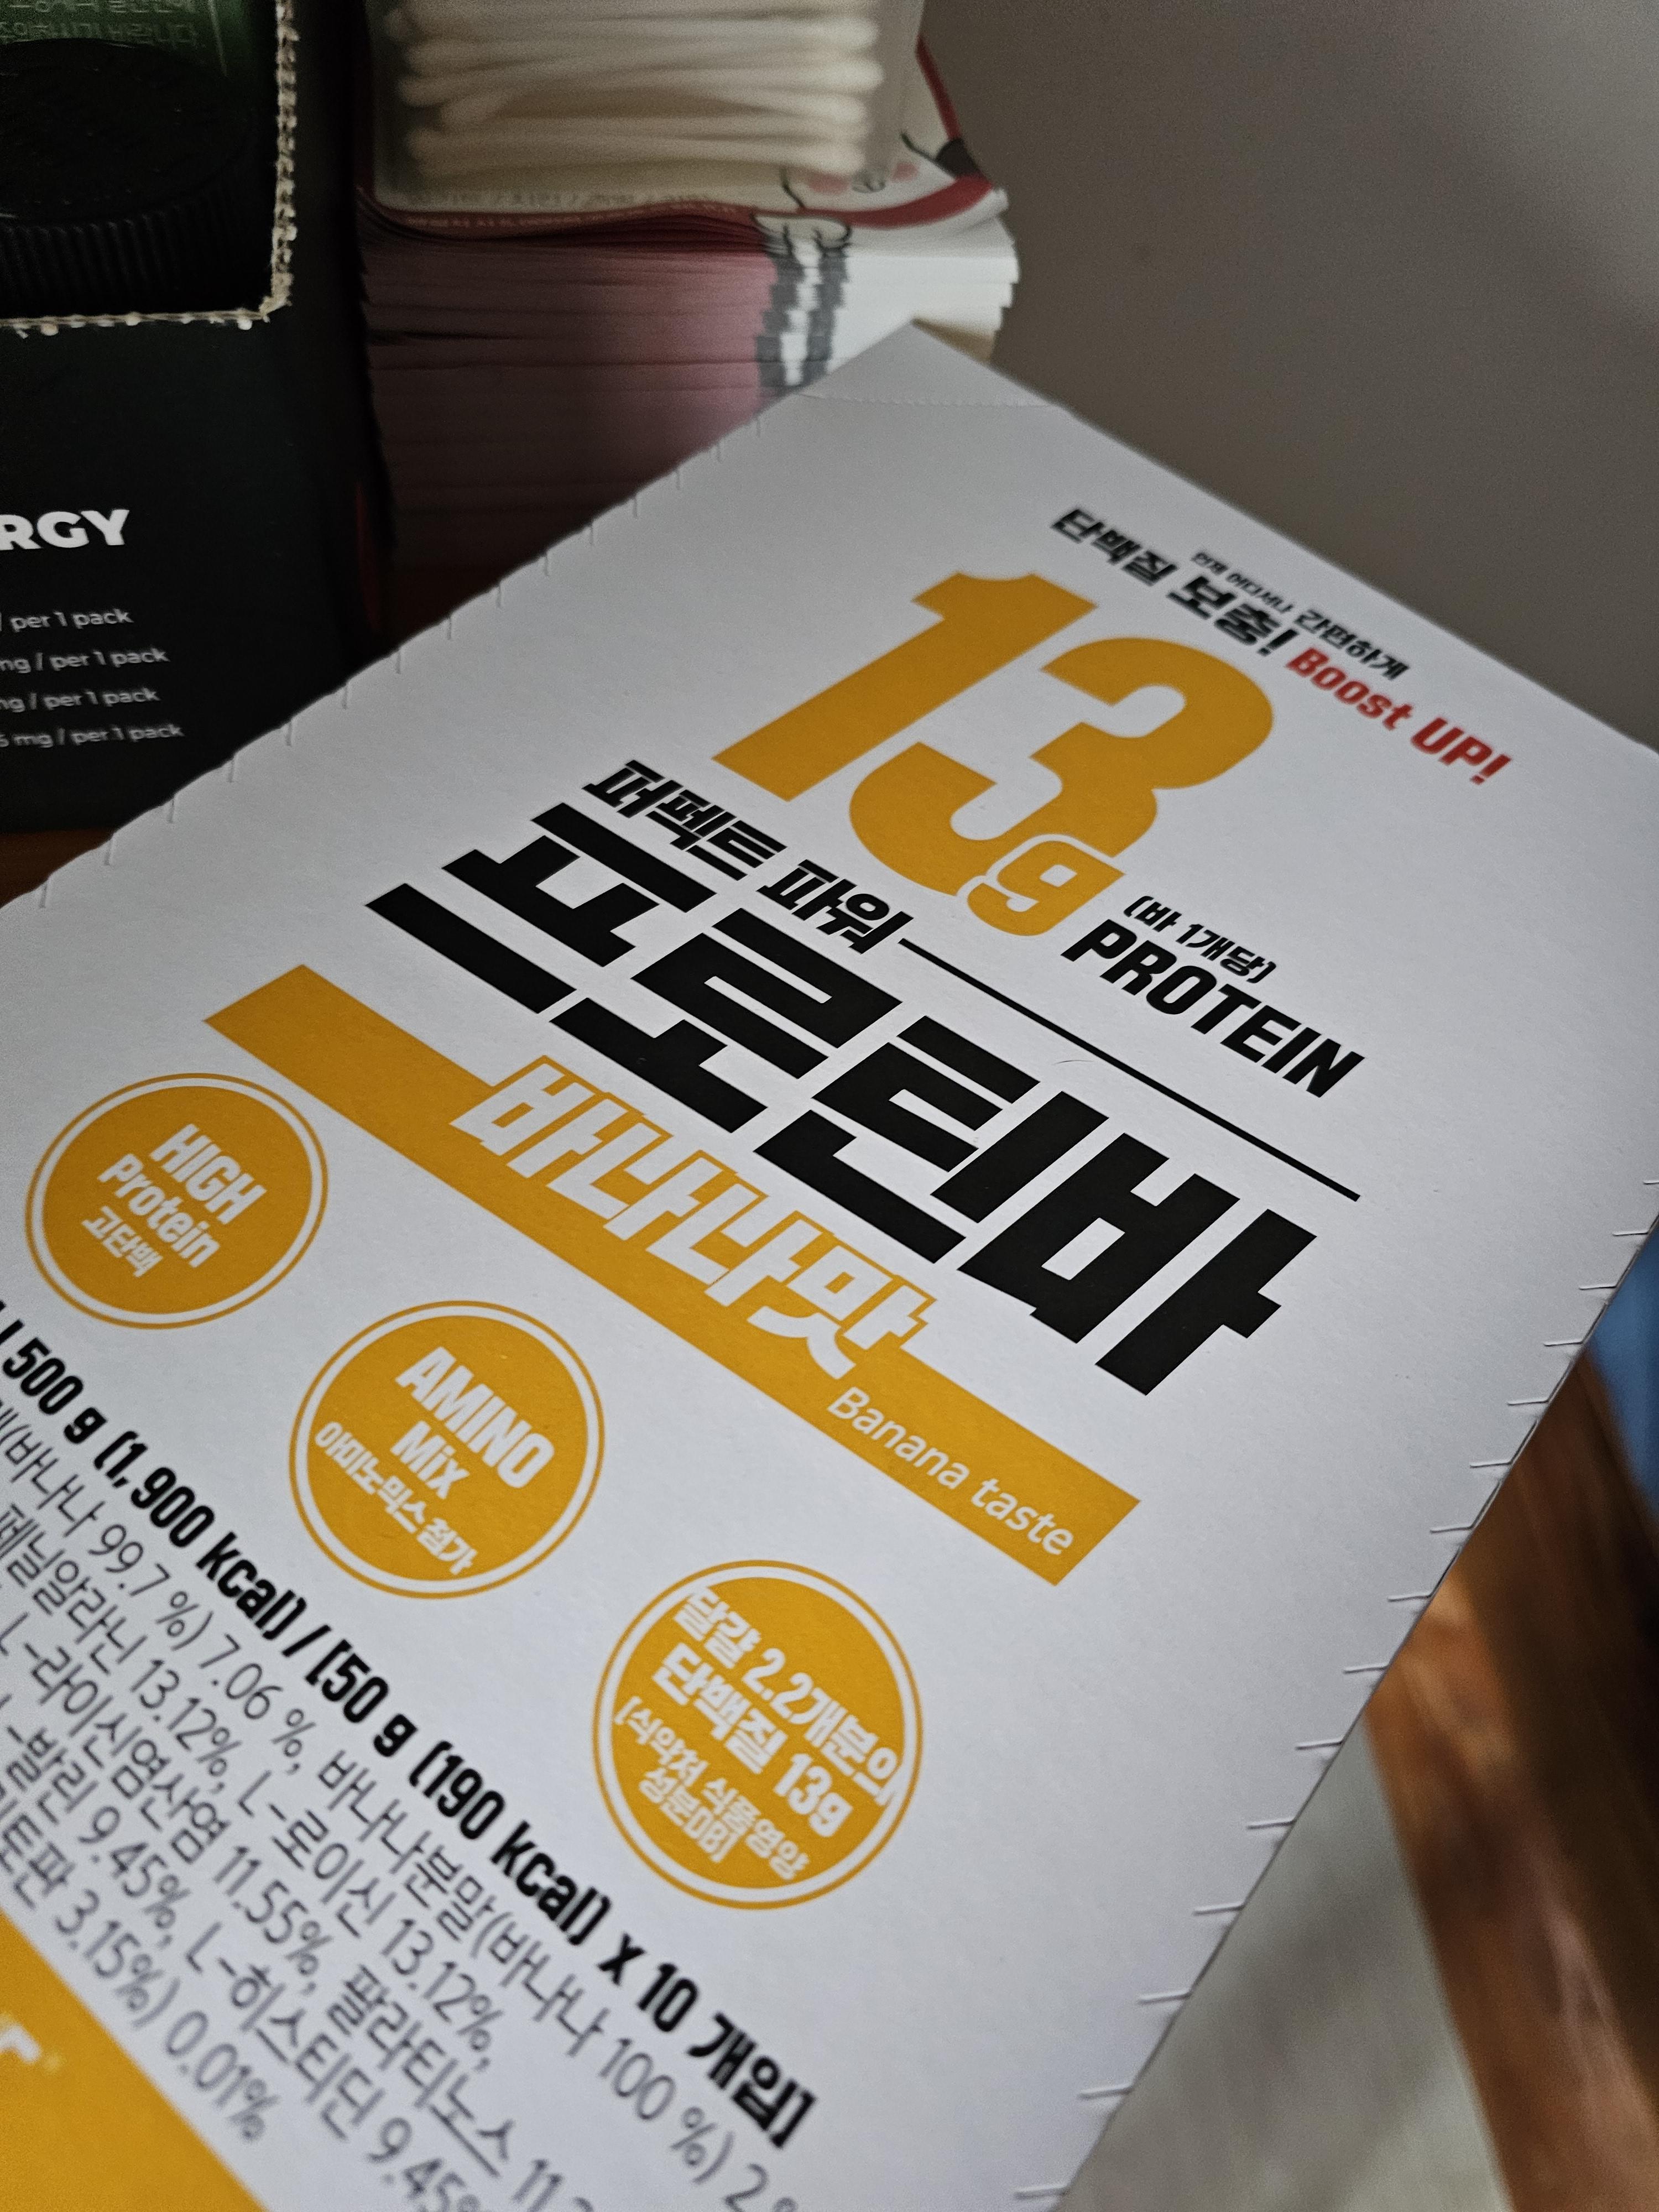 RGY
/ per 1 pack
mg / per 1 pack
mg / per 1 pack
mg / per 1 pack
언제 어디서나 간편하게
단백질 보충! Boost UP!
13g
(바 1개당)
PROTEIN
퍼펙트 파워
프로틴바
바나나맛
Banana taste
HIGH
Protein
고단백
AMINO
Mix
아미노믹스 첨가
달걀 2.2개분의
단백질 13g
[식약처 식품영양
성분DB]
500 g (1,900 kcal) / [50 g (190 kcal) x 10 개입]
(바나나 99.7 %) 7.06 %, 바나나분말(바나나 100 %) 2.
페닐알라닌 13.12%, L-로이신 13.12%,
L-라이신염산염 11.55%, 팔라티노스 11.
-발린 9.45%, L-히스티딘 9.45%
토판 3.15%) 0.01%